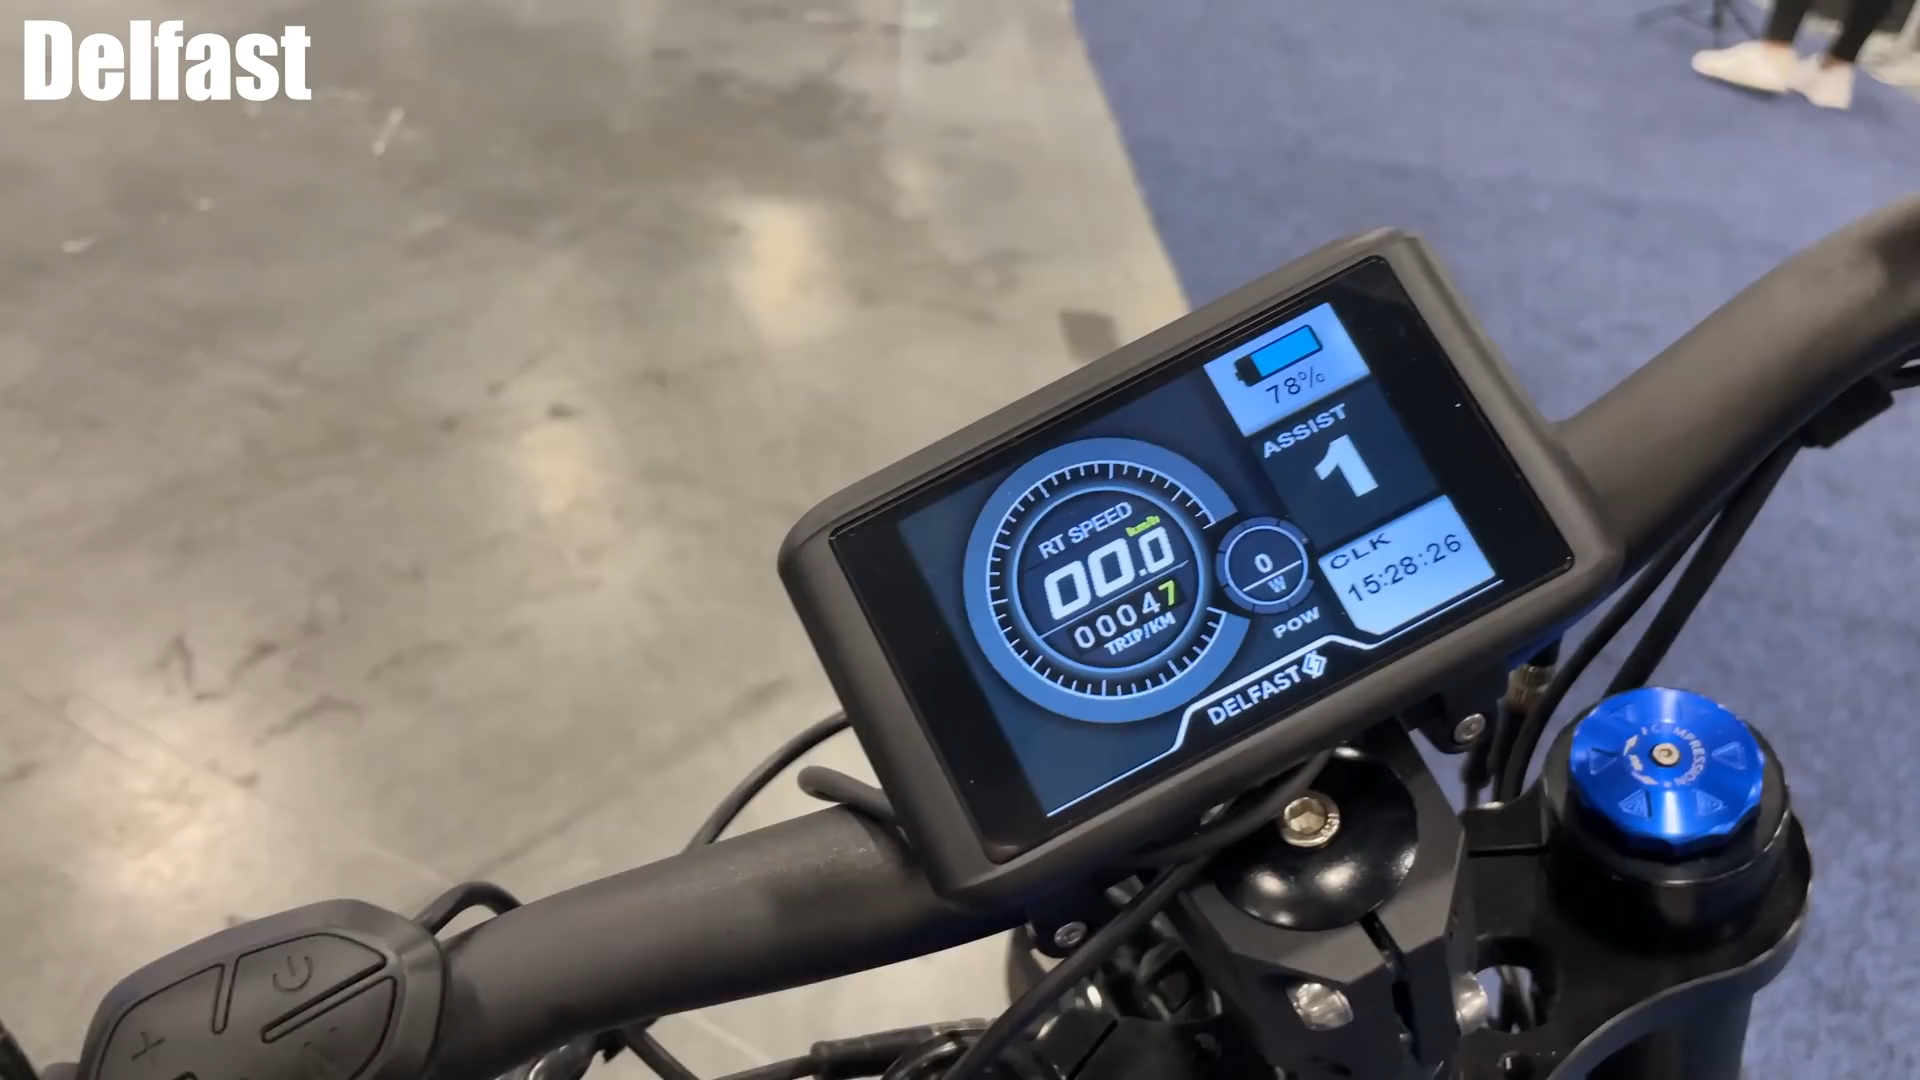 Delfast
78%
ASSIST
1
RT SPEED
km/h
00.0
00047
TRIP/KM
0
W
POW
CLK
15:28:26
DELFAST
COMPRESSION